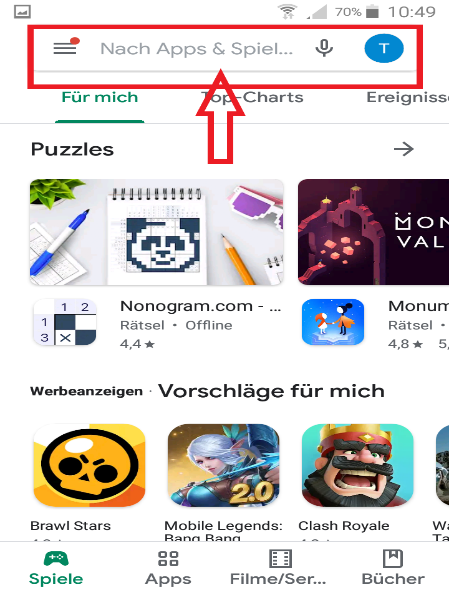 70% 10:49
Nach Apps & Spiel... T
Für mich Top-Charts Ereignisse
Puzzles
MON
VAL
1 2
1
3 X
Nonogram.com - ...
Rätsel • Offline
4,4 ★
Monum
Rätsel •
4,8 ★ 5,
Werbeanzeigen · Vorschläge für mich
2.0
Brawl Stars
Mobile Legends:
Bang Bang
Clash Royale
Wa
Ta
Spiele Apps Filme/Ser... Bücher